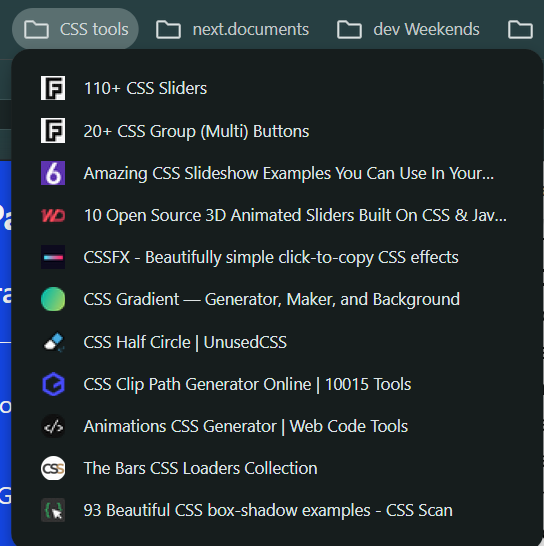 CSS tools
next.documents
dev Weekends
110+ CSS Sliders
20+ CSS Group (Multi) Buttons
Amazing CSS Slideshow Examples You Can Use In Your...
10 Open Source 3D Animated Sliders Built On CSS & Jav...
CSSFX - Beautifully simple click-to-copy CSS effects
CSS Gradient — Generator, Maker, and Background
CSS Half Circle | UnusedCSS
CSS Clip Path Generator Online | 10015 Tools
Animations CSS Generator | Web Code Tools
The Bars CSS Loaders Collection
93 Beautiful CSS box-shadow examples - CSS Scan